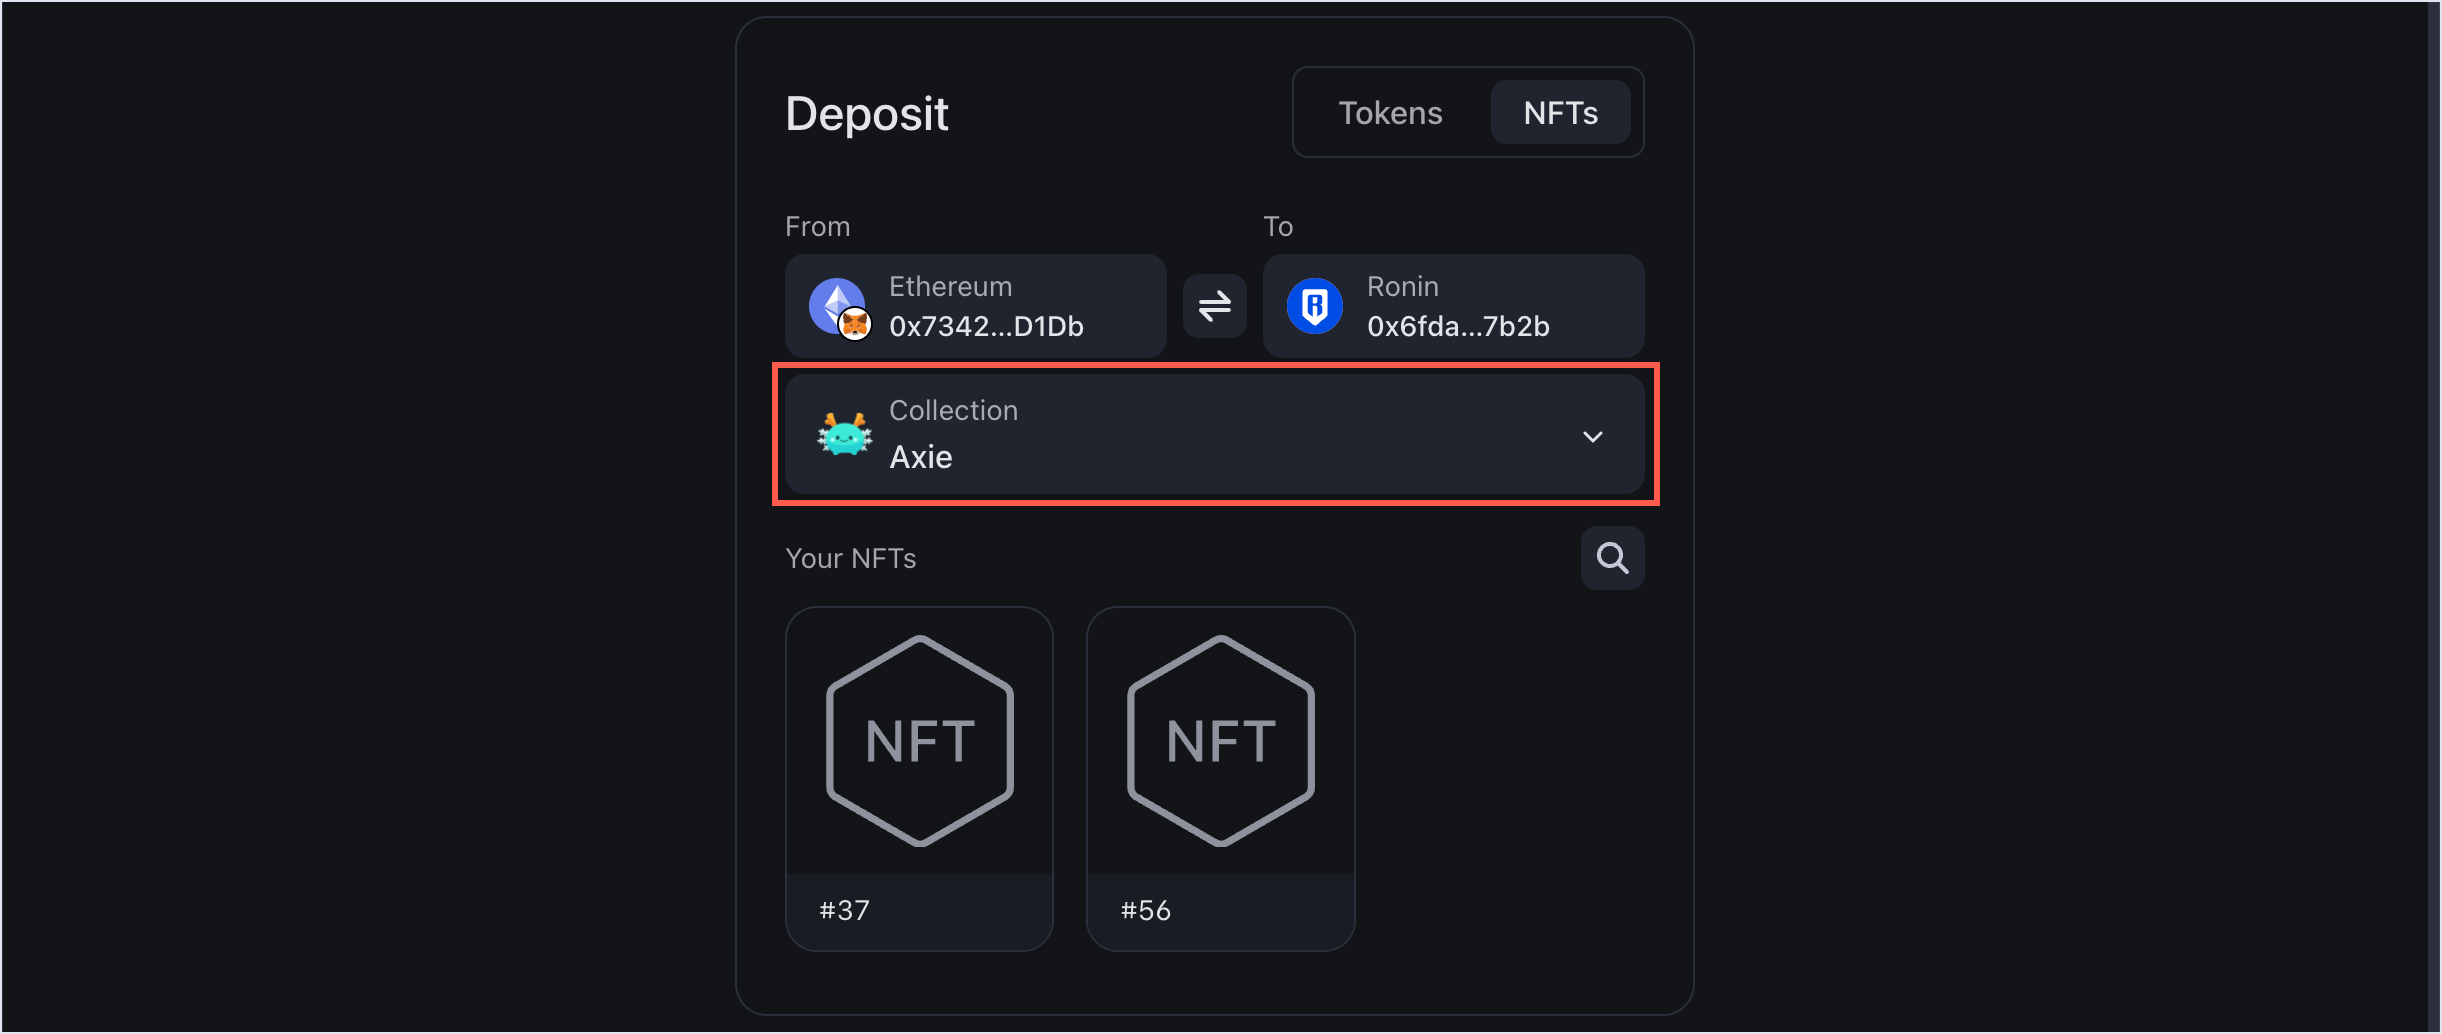 Deposit
Tokens
NFTs
From
To
Ethereum
0x7342...D1Db
Ronin
0x6fda...7b2b
Collection
Axie
Your NFTs
NFT
NFT
#37
#56